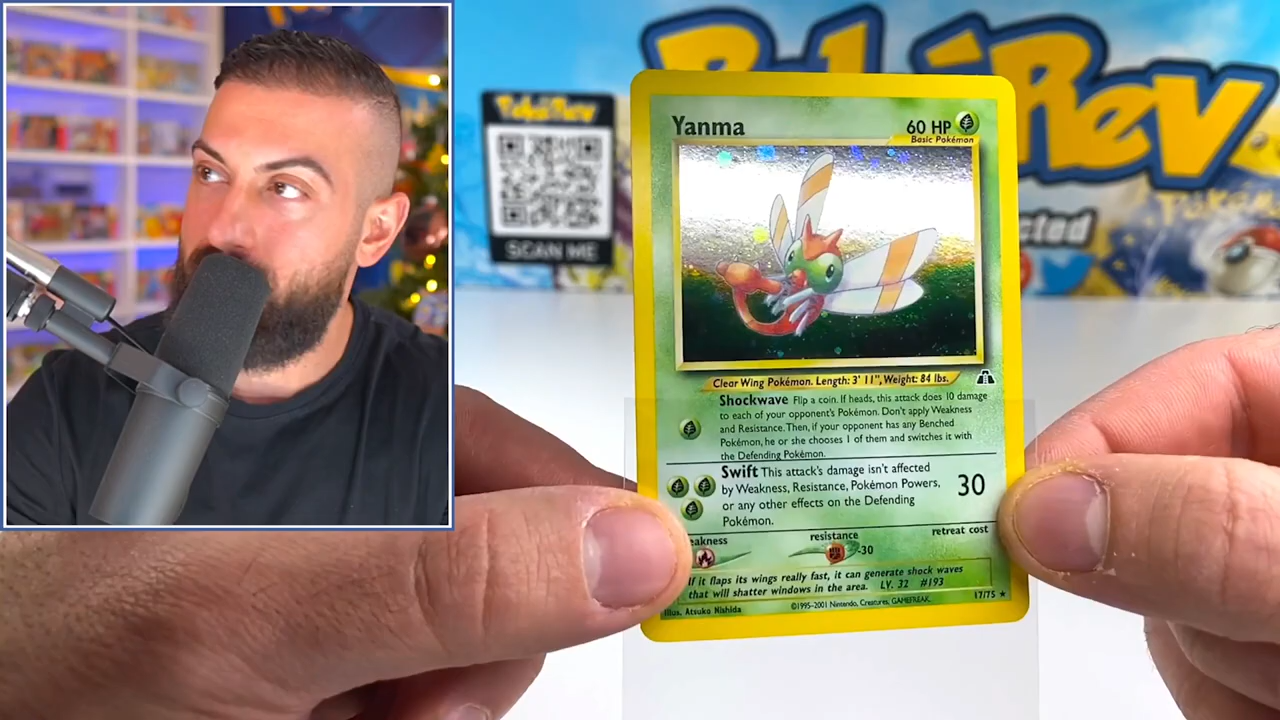 PokéRev
SCAN ME
PokéRev
cted
Yanma
60 HP
Basic Pokémon
Clear Wing Pokémon. Length: 3' 11", Weight: 84 lbs.
Shockwave Flip a coin. If heads, this attack does 10 damage
to each of your opponent's Pokémon. Don't apply Weakness
and Resistance. Then, if your opponent has any Benched
Pokémon, he or she chooses 1 of them and switches it with
the Defending Pokémon.
Swift This attack's damage isn't affected
by Weakness, Resistance, Pokémon Powers,
or any other effects on the Defending
Pokémon.
30
eakness
resistance
-30
retreat cost
If it flaps its wings really fast, it can generate shock waves
that will shatter windows in the area. LV. 32 #193
Illus. Atsuko Nishida
©1995-2001 Nintendo, Creatures, GAMEFREAK.
17/75 ★